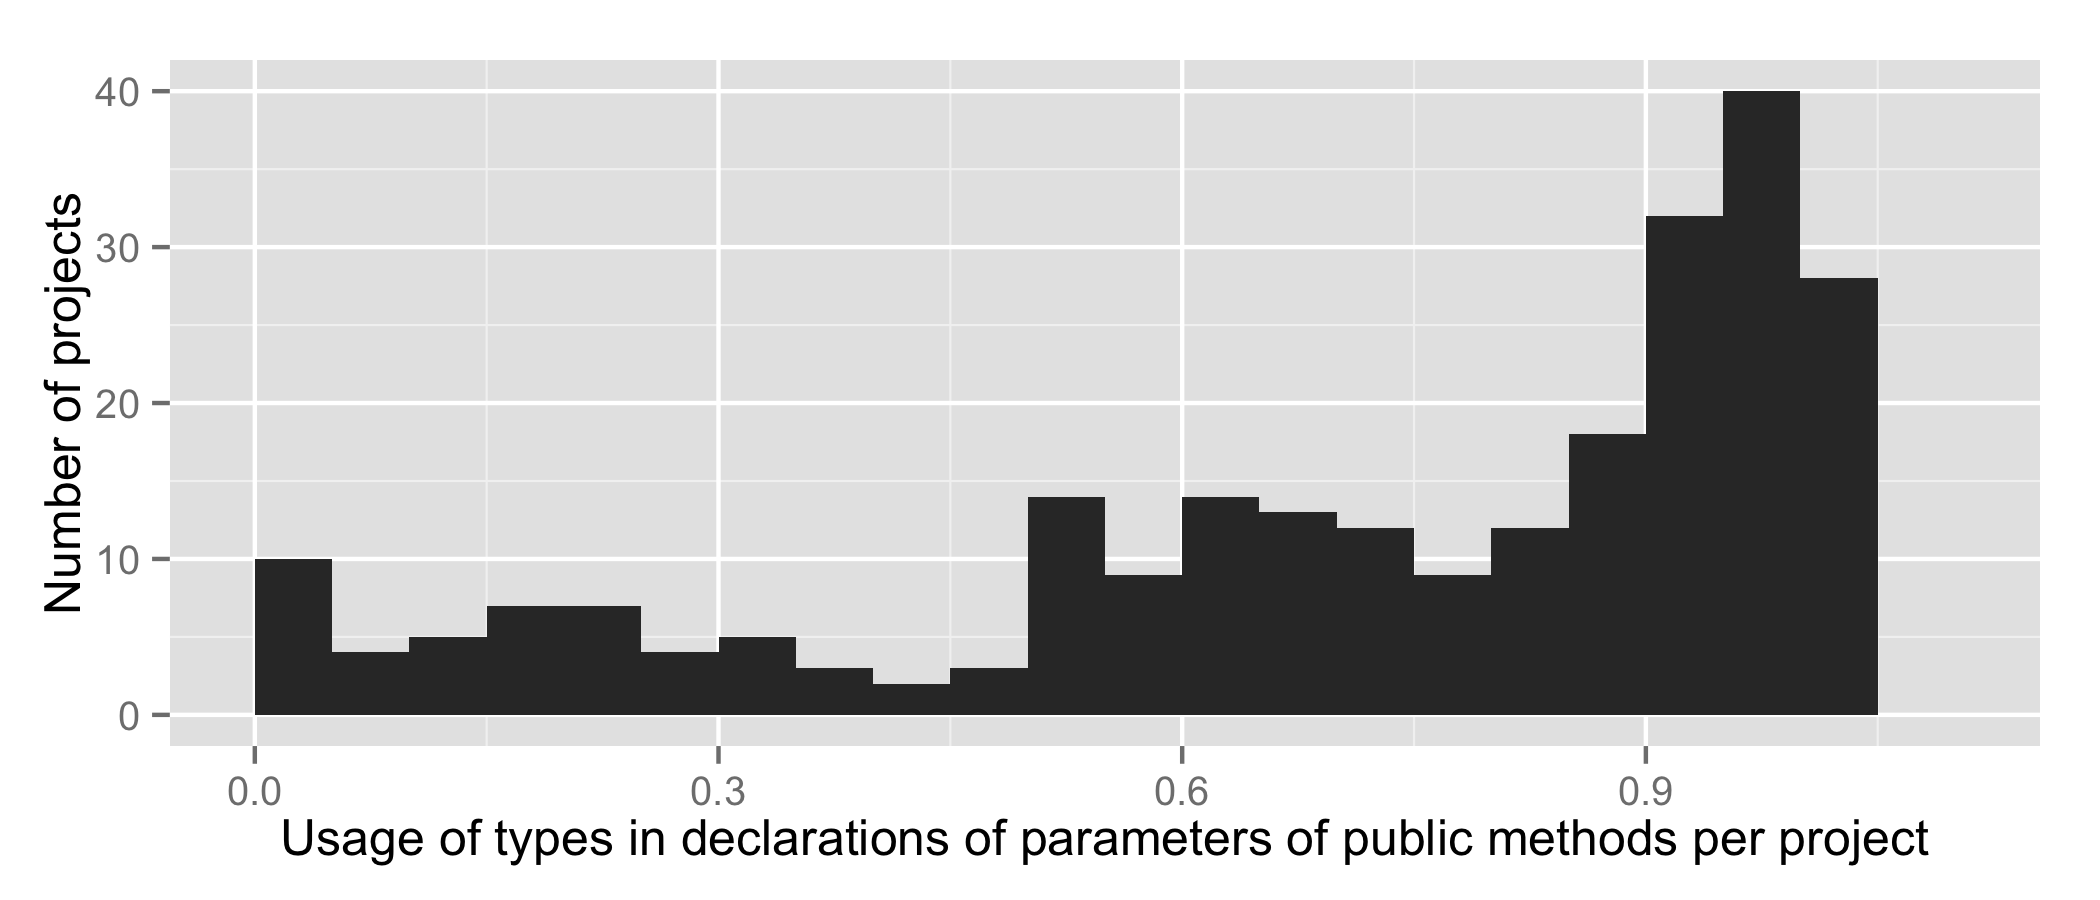 Number of projects
40
30
20
10
0
0.0 0.3 0.6 0.9
Usage of types in declarations of parameters of public methods per project